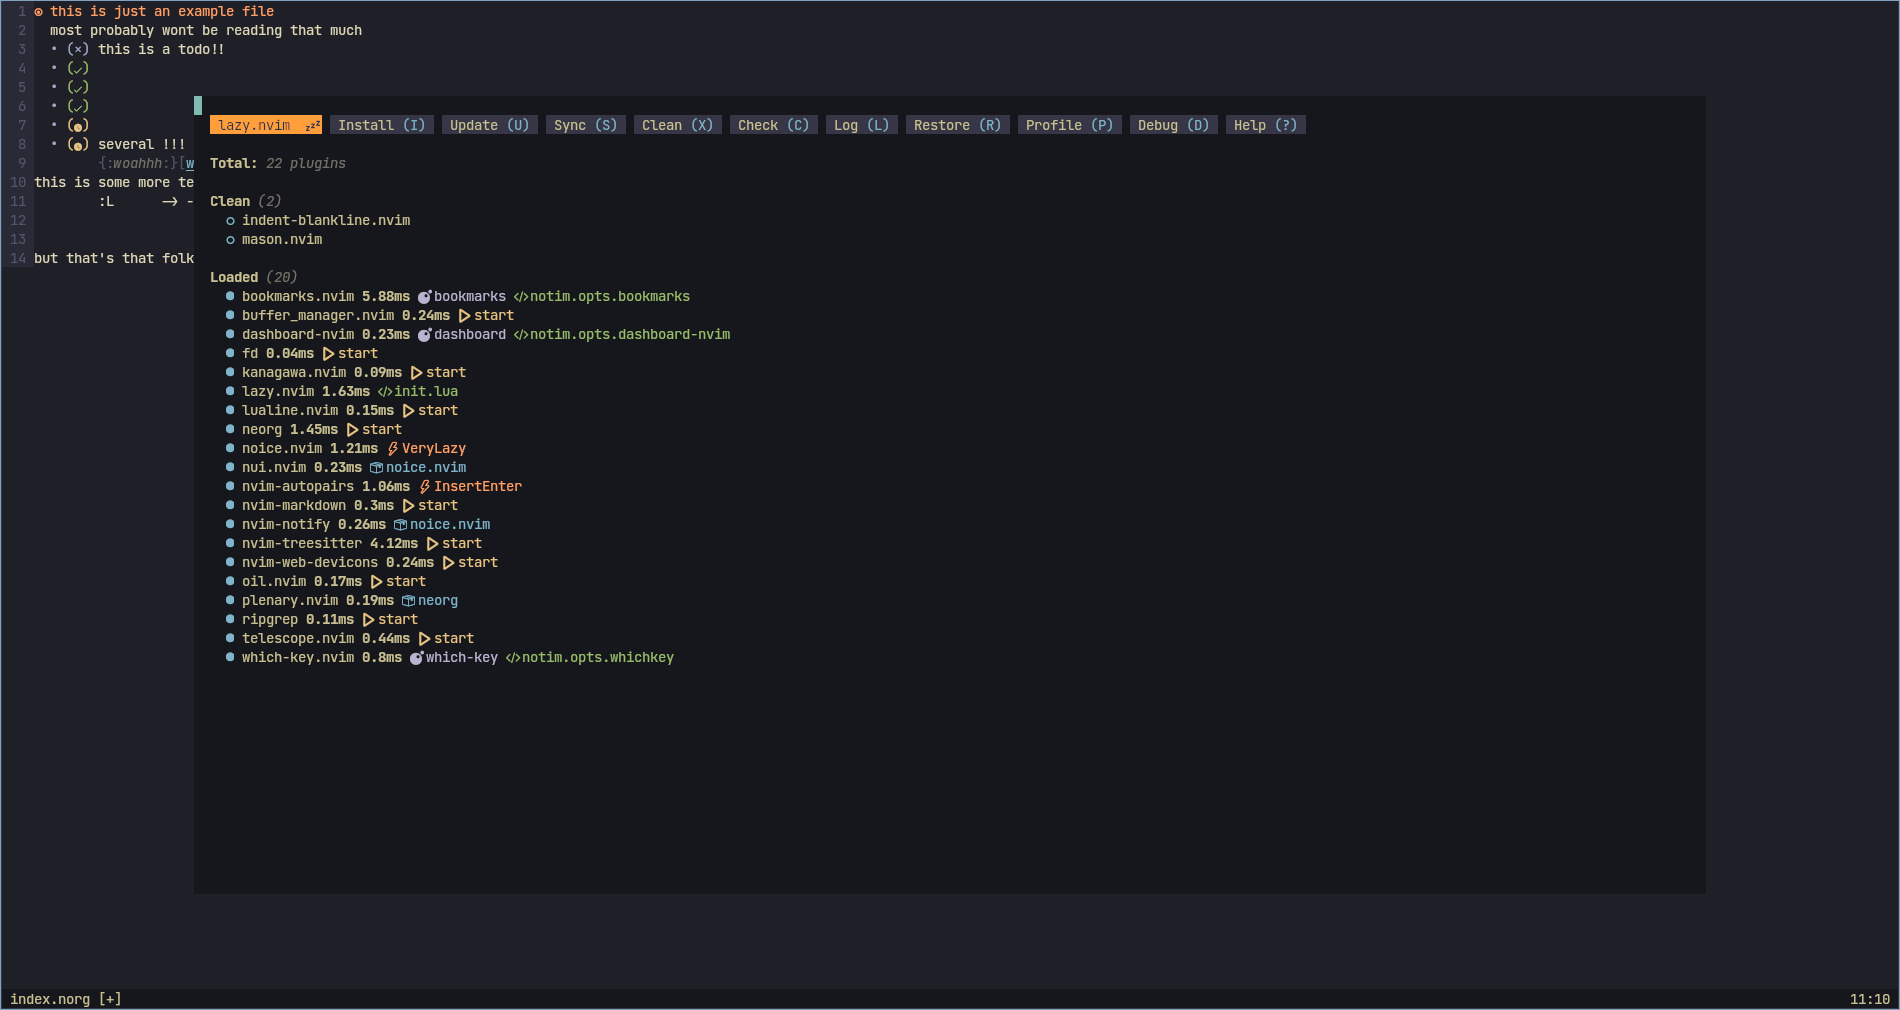 1 this is just an example file
2 most probably wont be reading that much
3 • (×) this is a todo!!
4 • (✓)
5 • (✓)
6 • (✓)
7 • ( )
8 • ( ) several !!!
9 {:woahhh:}[w
10 this is some more te
11 :L -> -
12
13
14 but that's that folk
lazy.nvim zzz Install (I) Update (U) Sync (S) Clean (X) Check (C) Log (L) Restore (R) Profile (P) Debug (D) Help (?)
Total: 22 plugins
Clean (2)
○ indent-blankline.nvim
○ mason.nvim
Loaded (20)
● bookmarks.nvim 5.88ms bookmarks </>notim.opts.bookmarks
● buffer_manager.nvim 0.24ms start
● dashboard-nvim 0.23ms dashboard </>notim.opts.dashboard-nvim
● fd 0.04ms start
● kanagawa.nvim 0.09ms start
● lazy.nvim 1.63ms </>init.lua
● lualine.nvim 0.15ms start
● neorg 1.45ms start
● noice.nvim 1.21ms VeryLazy
● nui.nvim 0.23ms noice.nvim
● nvim-autopairs 1.06ms InsertEnter
● nvim-markdown 0.3ms start
● nvim-notify 0.26ms noice.nvim
● nvim-treesitter 4.12ms start
● nvim-web-devicons 0.24ms start
● oil.nvim 0.17ms start
● plenary.nvim 0.19ms neorg
● ripgrep 0.11ms start
● telescope.nvim 0.44ms start
● which-key.nvim 0.8ms which-key </>notim.opts.whichkey
index.norg [+] 11:10